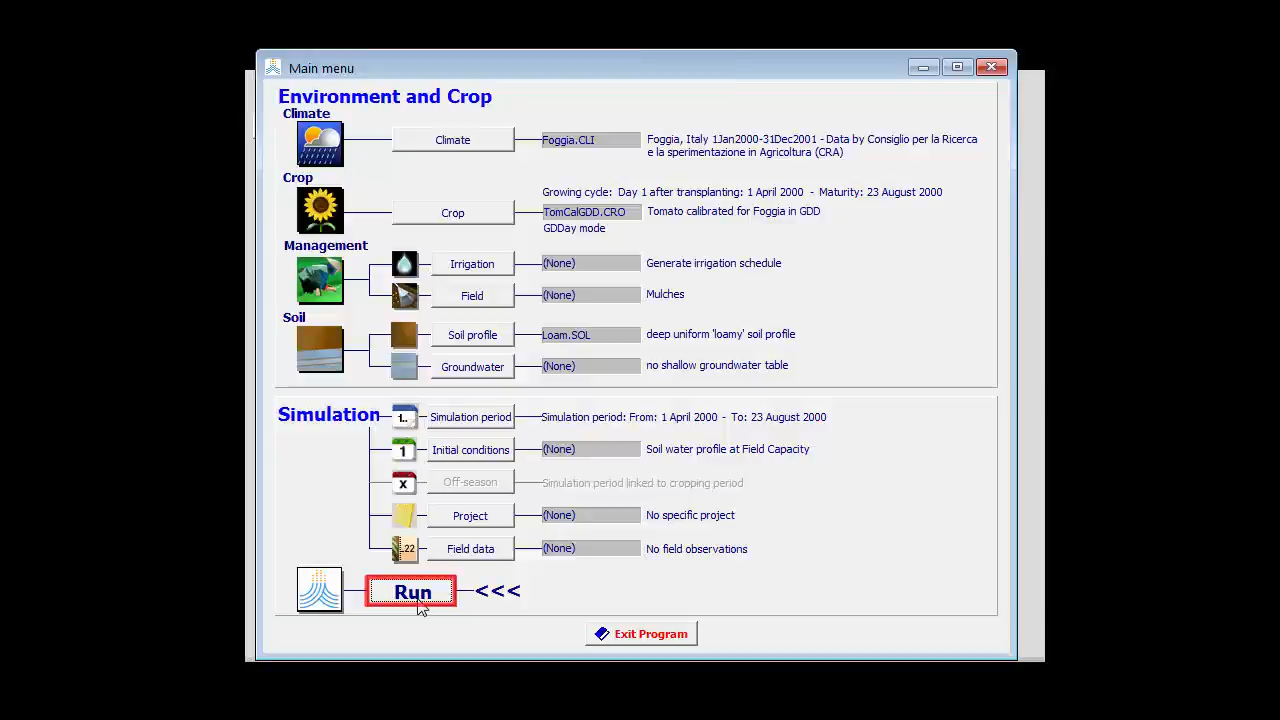 Main menu
Environment and Crop
Climate
Climate
Foggia.CLI
Foggia, Italy 1Jan2000-31Dec2001 - Data by Consiglio per la Ricerca
e la sperimentazione in Agricoltura (CRA)
Crop
Growing cycle: Day 1 after transplanting: 1 April 2000 - Maturity: 23 August 2000
Crop
TomCalGDD.CRO
Tomato calibrated for Foggia in GDD
GDDay mode
Management
Irrigation
(None)
Generate irrigation schedule
Field
(None)
Mulches
Soil
Soil profile
Loam.SOL
deep uniform 'loamy' soil profile
Groundwater
(None)
no shallow groundwater table
Simulation
1..
Simulation period
Simulation period: From: 1 April 2000 - To: 23 August 2000
1
Initial conditions
(None)
Soil water profile at Field Capacity
x
Off-season
Simulation period linked to cropping period
Project
(None)
No specific project
.22
Field data
(None)
No field observations
Run
<<<
Exit Program